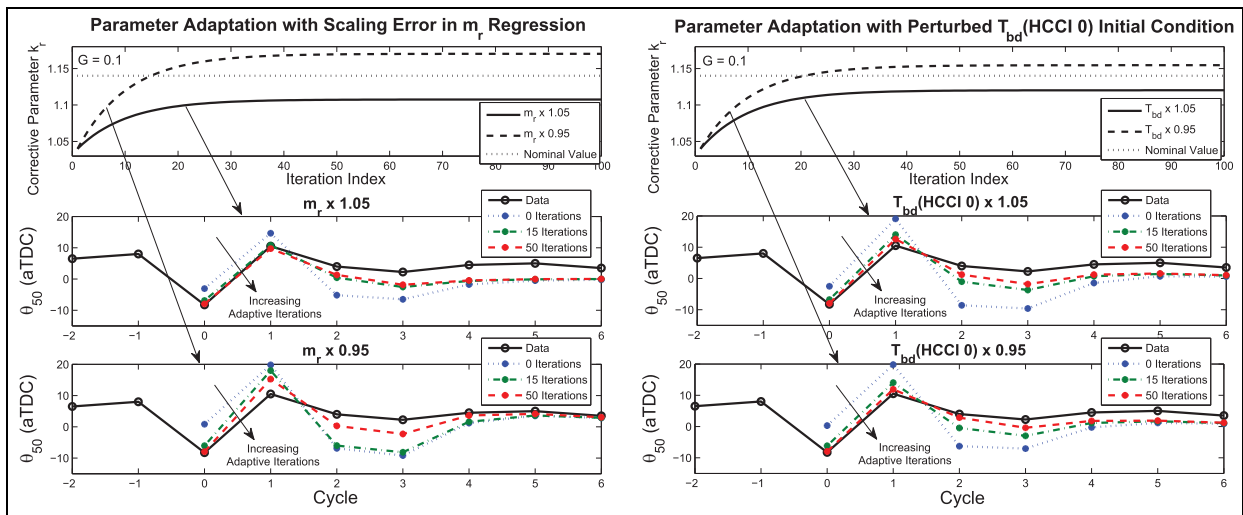 Parameter Adaptation with Scaling Error in m_r Regression
Corrective Parameter k_r
1.15
1.1
1.05
G = 0.1
m_r x 1.05
m_r x 0.95
Nominal Value
0 10 20 30 40 50 60 70 80 90 100
Iteration Index
m_r x 1.05
θ_50 (aTDC)
20
10
0
−10
Data
0 Iterations
15 Iterations
50 Iterations
Increasing
Adaptive Iterations
−2 −1 0 1 2 3 4 5 6
m_r x 0.95
θ_50 (aTDC)
20
10
0
−10
Data
0 Iterations
15 Iterations
50 Iterations
Increasing
Adaptive Iterations
−2 −1 0 1 2 3 4 5 6
Cycle
Parameter Adaptation with Perturbed T_bd(HCCI 0) Initial Condition
Corrective Parameter k_r
1.15
1.1
1.05
G = 0.1
T_bd x 1.05
T_bd x 0.95
Nominal Value
0 10 20 30 40 50 60 70 80 90 100
Iteration Index
T_bd(HCCI 0) x 1.05
θ_50 (aTDC)
20
10
0
−10
Data
0 Iterations
15 Iterations
50 Iterations
Increasing
Adaptive Iterations
−2 −1 0 1 2 3 4 5 6
T_bd(HCCI 0) x 0.95
θ_50 (aTDC)
20
10
0
−10
Data
0 Iterations
15 Iterations
50 Iterations
Increasing
Adaptive Iterations
−2 −1 0 1 2 3 4 5 6
Cycle